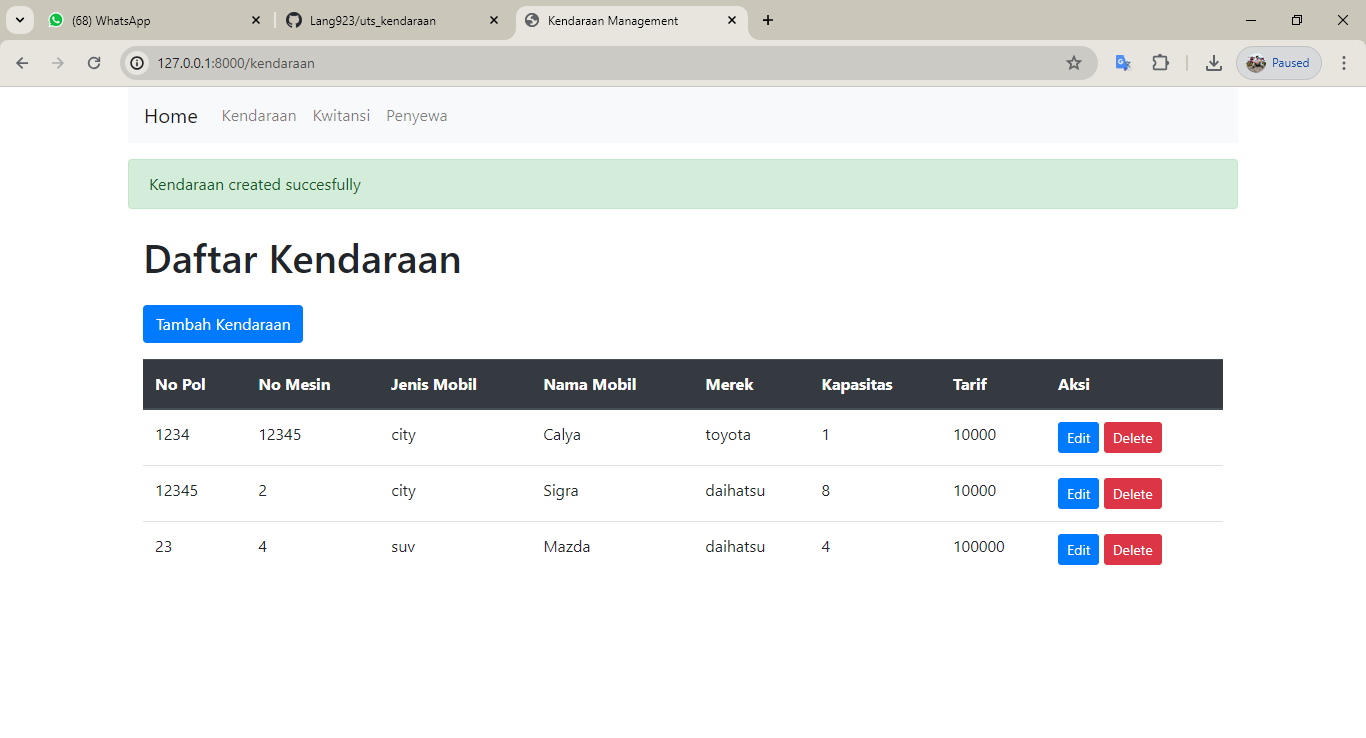 (68) WhatsApp
Lang923/uts_kendaraan
Kendaraan Management
127.0.0.1:8000/kendaraan
Paused
Home Kendaraan Kwitansi Penyewa
Kendaraan created succesfully
Daftar Kendaraan
Tambah Kendaraan
No Pol No Mesin Jenis Mobil Nama Mobil Merek Kapasitas Tarif Aksi
1234 12345 city Calya toyota 1 10000 Edit Delete
12345 2 city Sigra daihatsu 8 10000 Edit Delete
23 4 suv Mazda daihatsu 4 100000 Edit Delete